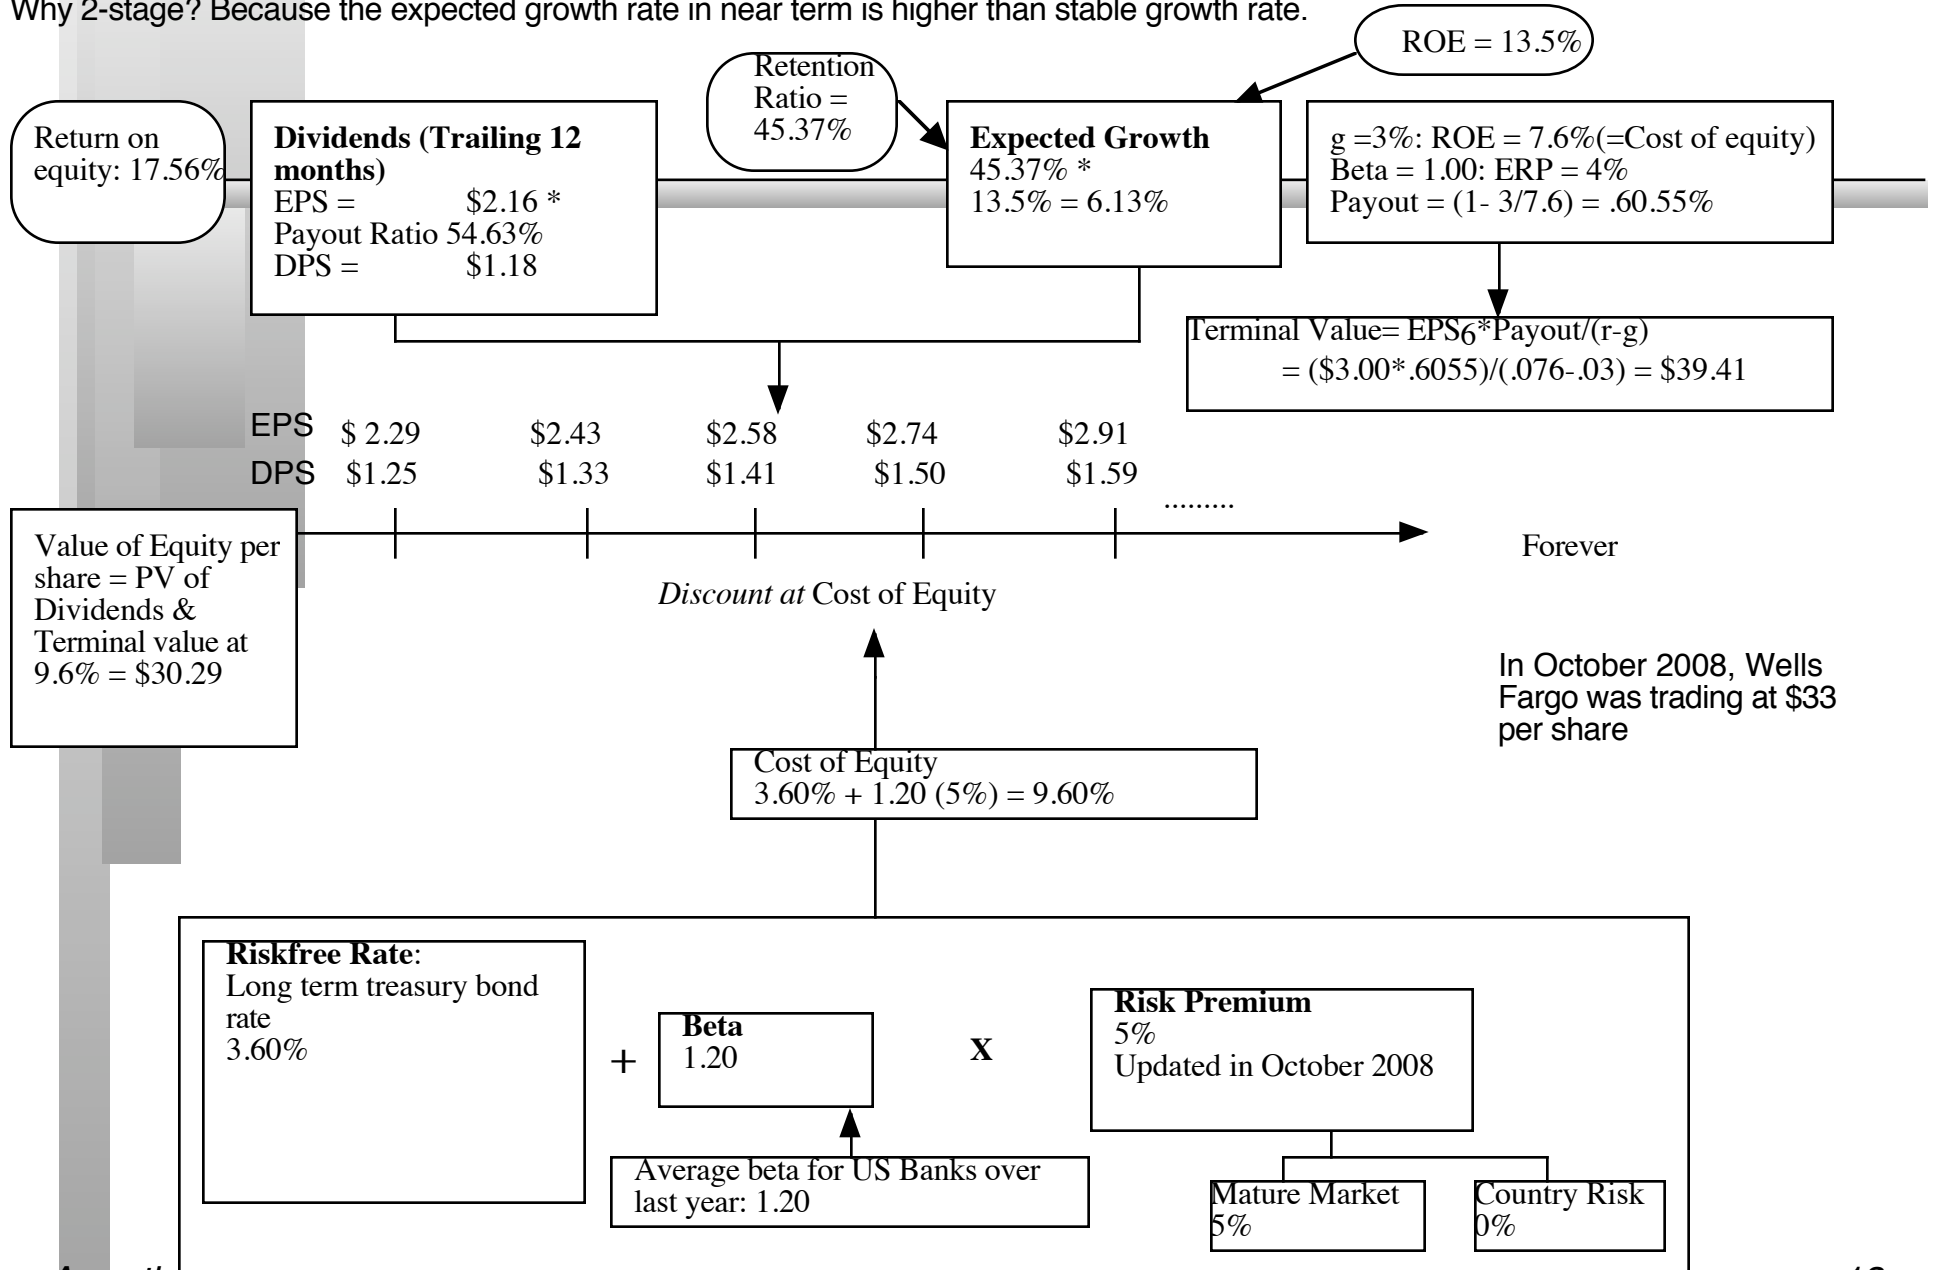 Why 2-stage? Because the expected growth rate in near term is higher than stable growth rate.
ROE = 13.5%
Retention
Ratio =
45.37%
Return on
equity: 17.56%
Dividends (Trailing 12
months)
EPS = $2.16 *
Payout Ratio 54.63%
DPS = $1.18
Expected Growth
45.37% *
13.5% = 6.13%
g =3%: ROE = 7.6%(=Cost of equity)
Beta = 1.00: ERP = 4%
Payout = (1- 3/7.6) = .60.55%
Terminal Value= EPS6*Payout/(r-g)
= ($3.00*.6055)/(.076-.03) = $39.41
EPS $ 2.29 $2.43 $2.58 $2.74 $2.91
DPS $1.25 $1.33 $1.41 $1.50 $1.59
.........
Forever
Value of Equity per
share = PV of
Dividends &
Terminal value at
9.6% = $30.29
Discount at Cost of Equity
In October 2008, Wells
Fargo was trading at $33
per share
Cost of Equity
3.60% + 1.20 (5%) = 9.60%
Riskfree Rate:
Long term treasury bond
rate
3.60%
+
Beta
1.20
X
Risk Premium
5%
Updated in October 2008
Average beta for US Banks over
last year: 1.20
Mature Market
5%
Country Risk
0%